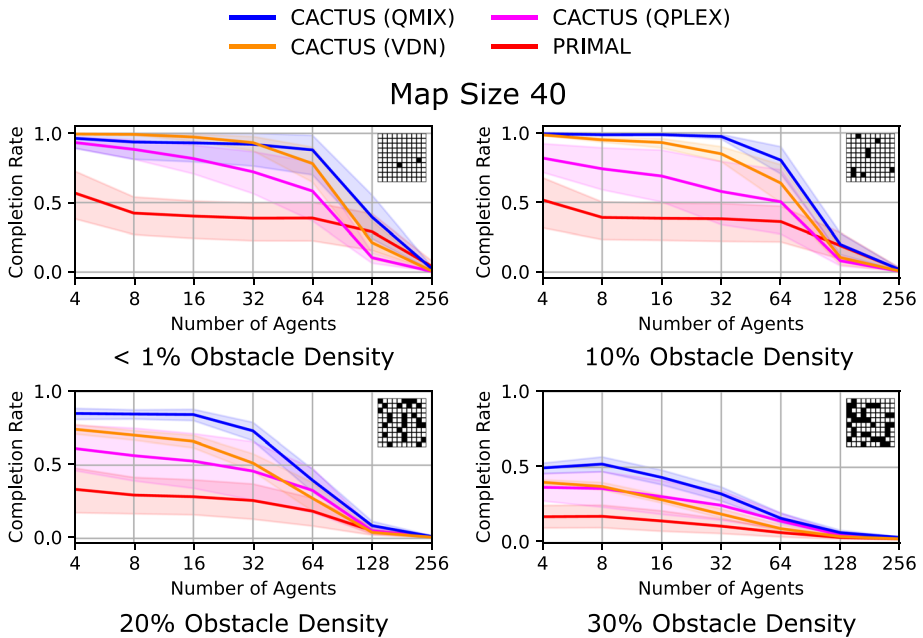 CACTUS (QMIX) CACTUS (QPLEX)
CACTUS (VDN) PRIMAL
Map Size 40
Completion Rate
1.0
0.5
0.0
4 8 16 32 64 128 256
Number of Agents
< 1% Obstacle Density
Completion Rate
1.0
0.5
0.0
4 8 16 32 64 128 256
Number of Agents
10% Obstacle Density
Completion Rate
1.0
0.5
0.0
4 8 16 32 64 128 256
Number of Agents
20% Obstacle Density
Completion Rate
1.0
0.5
0.0
4 8 16 32 64 128 256
Number of Agents
30% Obstacle Density